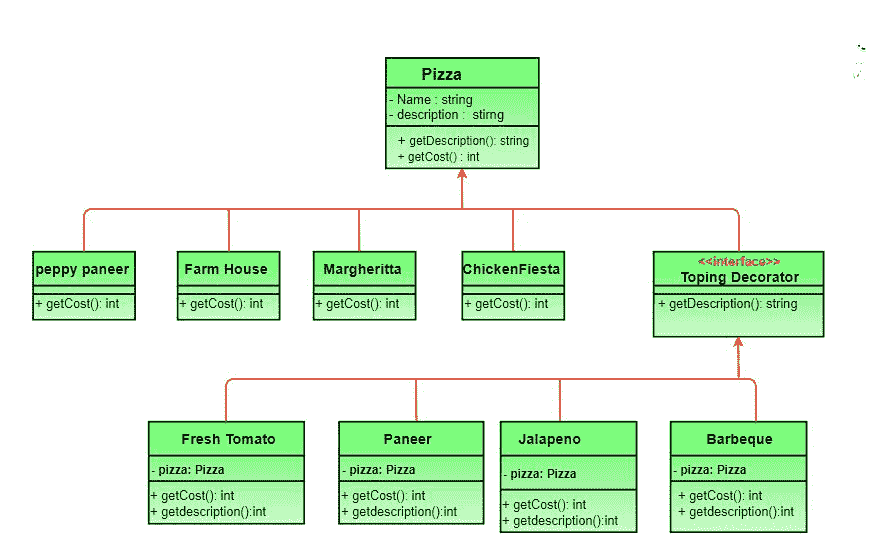 Pizza
- Name : string
- description : stirng
+ getDescription(): string
+ getCost() : int
peppy paneer
+ getCost(): int
Farm House
+ getCost(): int
Margheritta
+ getCost(): int
ChickenFiesta
+ getCost(): int
<<interface>>
Toping Decorator
+ getDescription(): string
Fresh Tomato
- pizza: Pizza
+ getCost(): int
+ getdescription():int
Paneer
- pizza: Pizza
+ getCost(): int
+ getdescription():int
Jalapeno
- pizza: Pizza
+ getCost(): int
+ getdescription():int
Barbeque
- pizza: Pizza
+ getCost(): int
+ getdescription():int